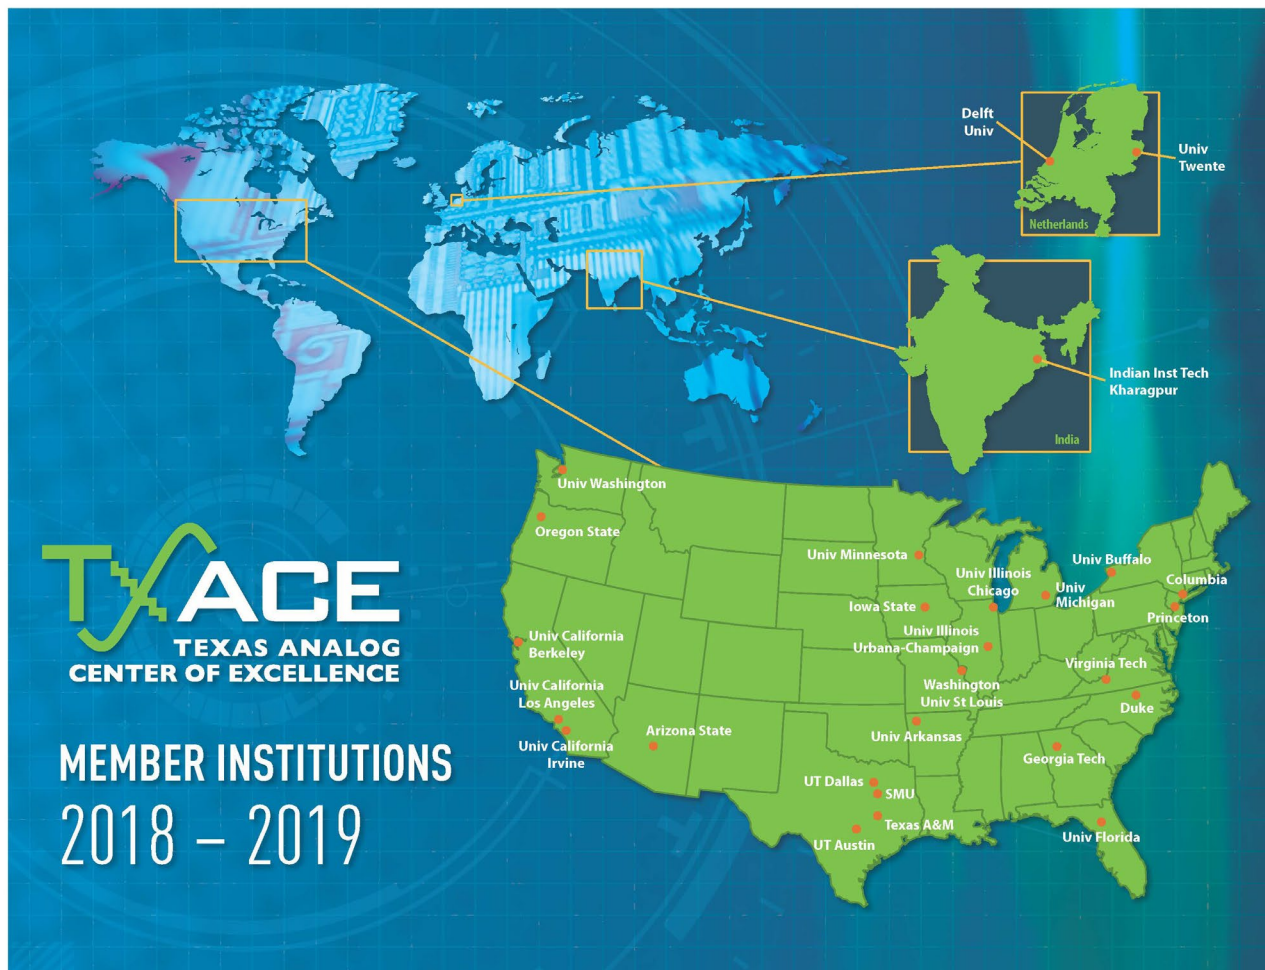 Delft
Univ
Univ
Twente
Netherlands
Indian Inst Tech
Kharagpur
India
TxACE
TEXAS ANALOG
CENTER OF EXCELLENCE
MEMBER INSTITUTIONS
2018 – 2019
Univ Washington
Oregon State
Univ Minnesota
Univ Buffalo
Univ Illinois
Chicago
Univ
Michigan
Columbia
Iowa State
Princeton
Univ Illinois
Urbana-Champaign
Univ California
Berkeley
Virginia Tech
Washington
Univ St Louis
Univ California
Los Angeles
Duke
Arizona State
Univ Arkansas
Univ California
Irvine
Georgia Tech
UT Dallas
SMU
Texas A&M
UT Austin
Univ Florida